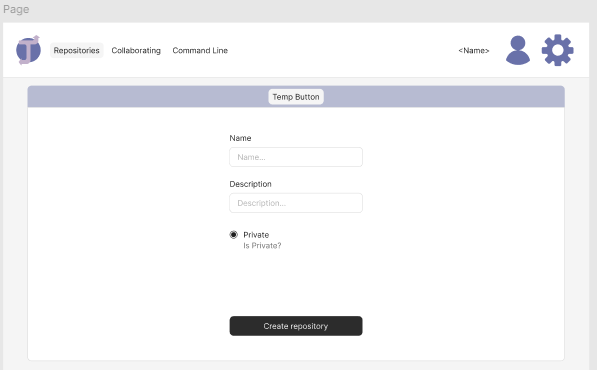 Page
Repositories Collaborating Command Line <Name>
Temp Button
Name
Name...
Description
Description...
Private
Is Private?
Create repository